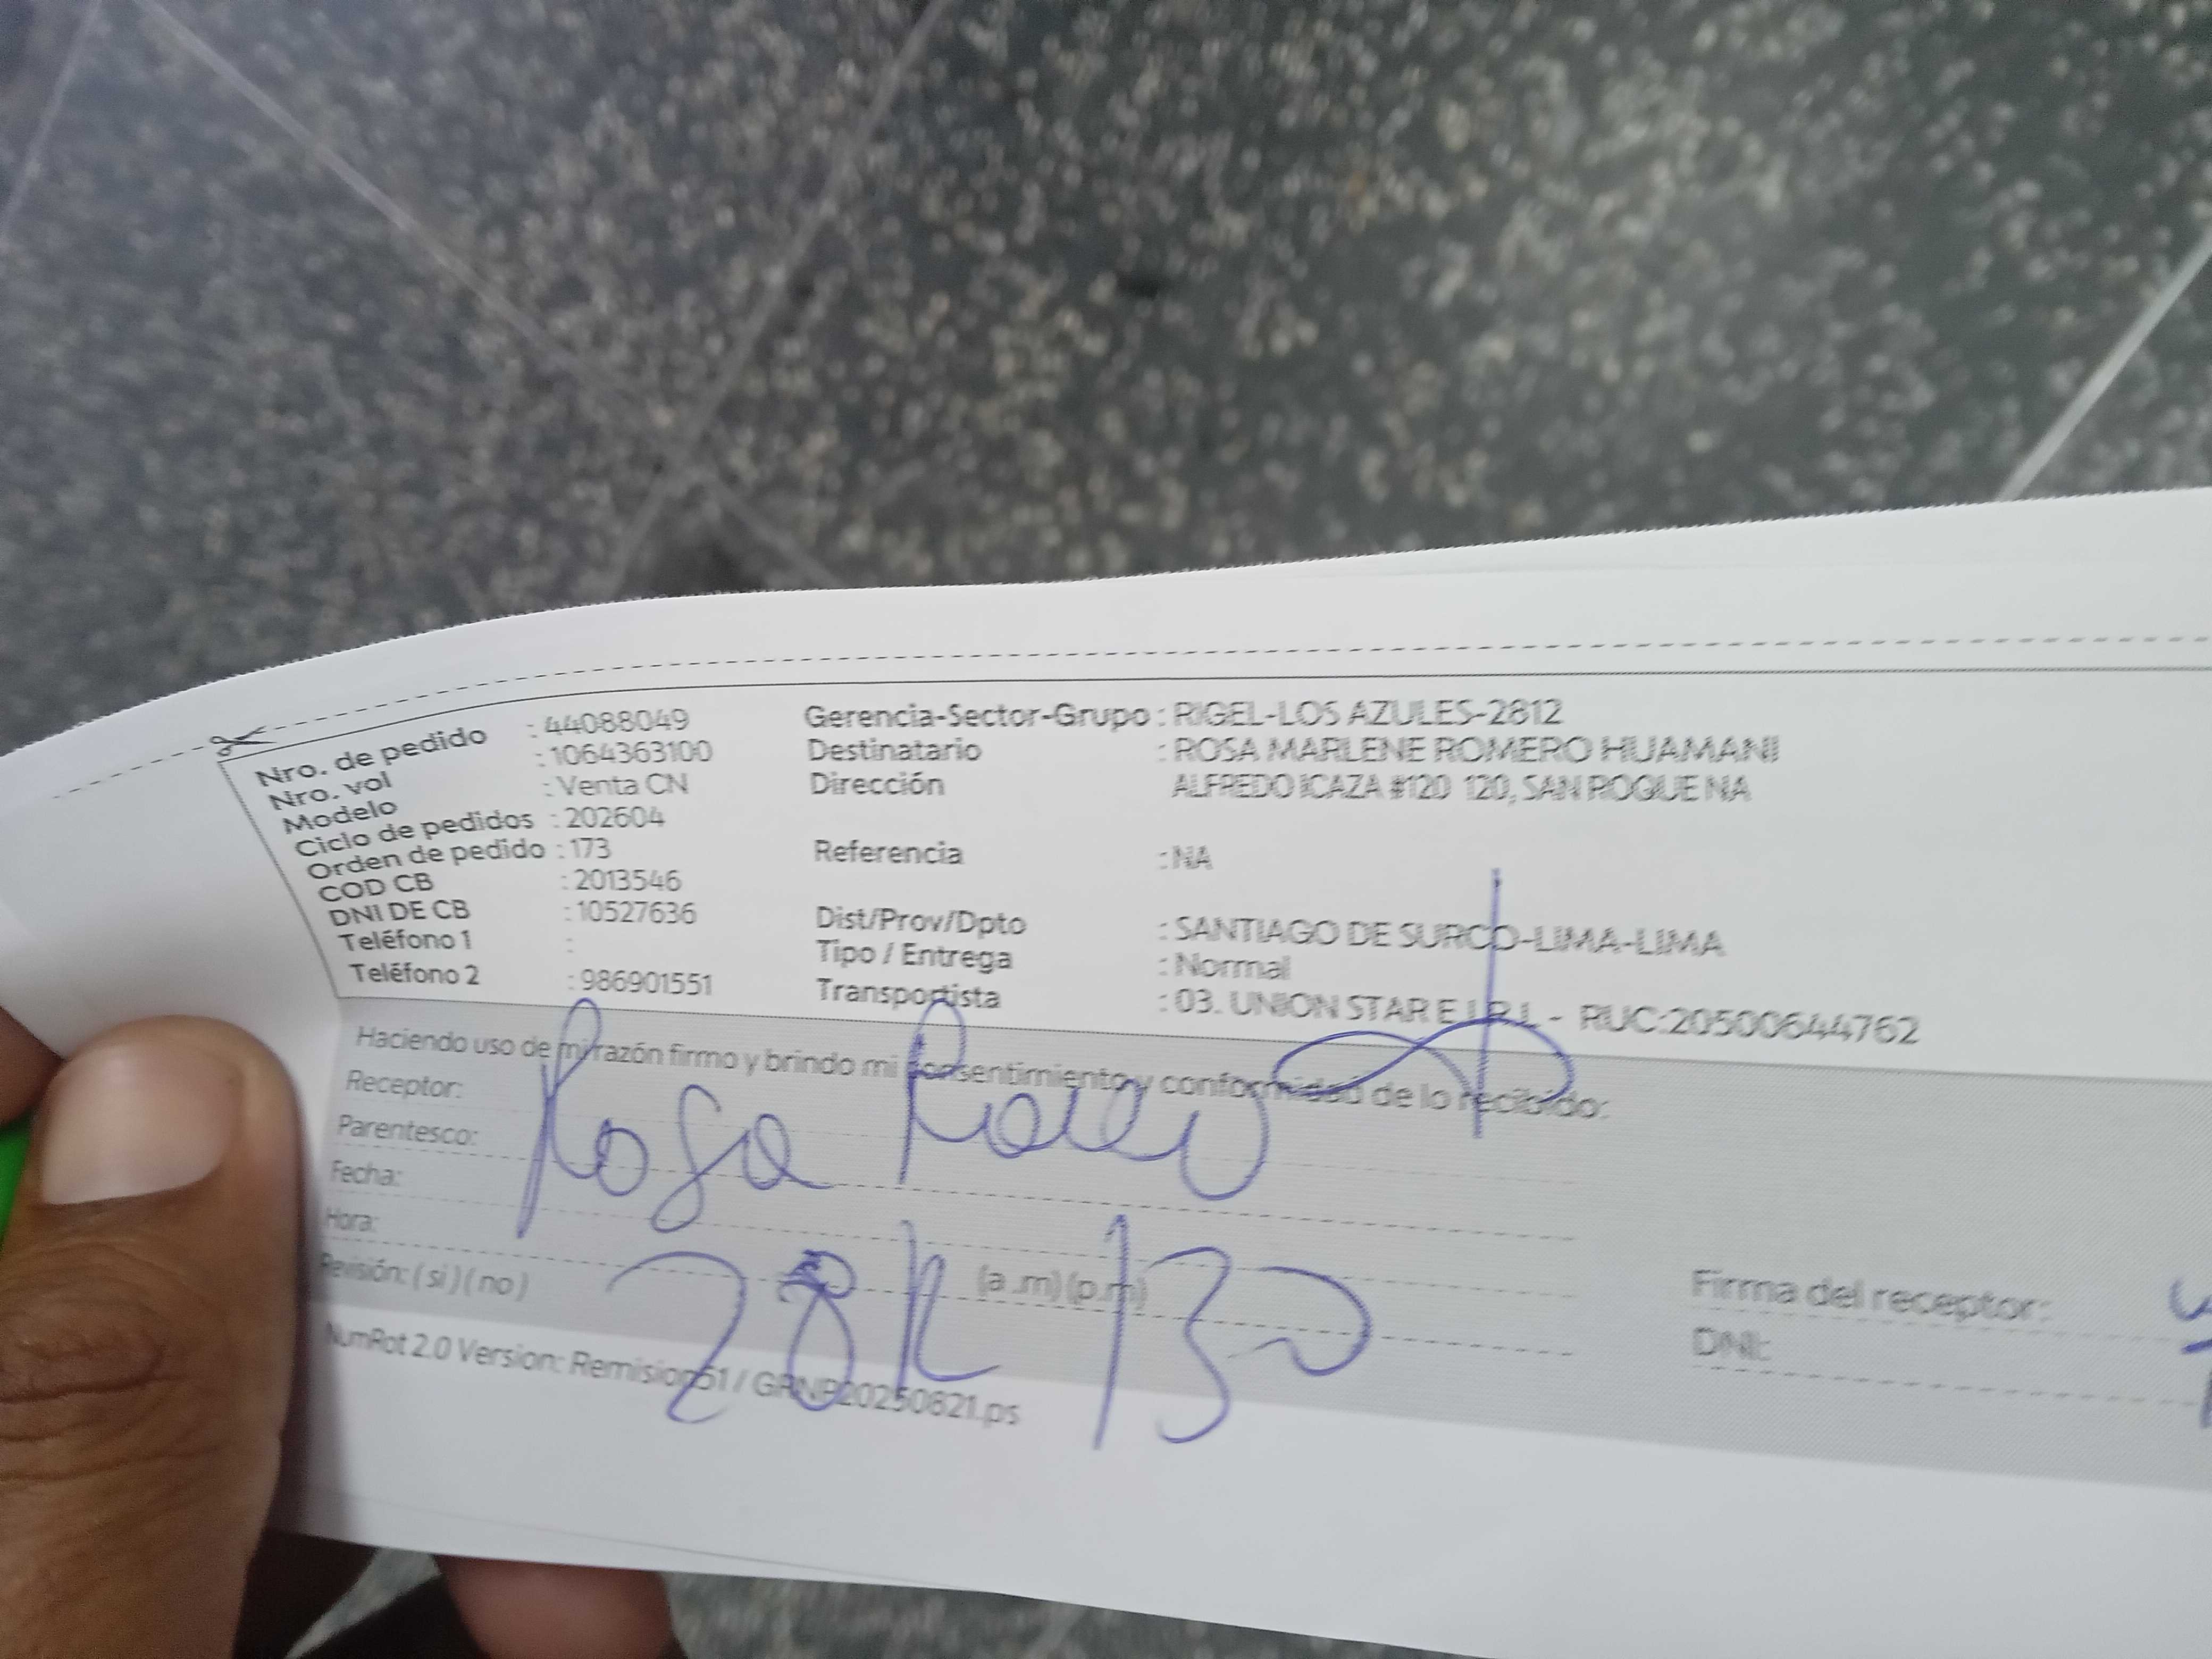 Nro. de pedido : 44088049
Nro. vol : 1064363100
Modelo : Venta CN
Ciclo de pedidos : 202604
Orden de pedido : 173
COD CB : 2013546
DNI DE CB : 10527636
Teléfono 1 :
Teléfono 2 : 986901551
Gerencia-Sector-Grupo : RIGEL-LOS AZULES-2812
Destinatario : ROSA MARLENE ROMERO HUAMANI
Dirección ALFREDO ICAZA #120 120, SAN ROQUE NA
Referencia : NA
Dist/Prov/Dpto : SANTIAGO DE SURCO-LIMA-LIMA
Tipo / Entrega : Normal
Transportista : 03. UNION STAR E.I.R.L - RUC:20500644762
Haciendo uso de mi razón firmo y brindo mi consentimiento y conformidad de lo recibido:
Receptor:
Parentesco: Rosa
Fecha:
Hora: (a .m) (p.m)
Revisión: ( si ) ( no )
130
Firma del receptor:
DNI:
NumRot 2.0 Version: Remision51 / GRNP20250821.ps